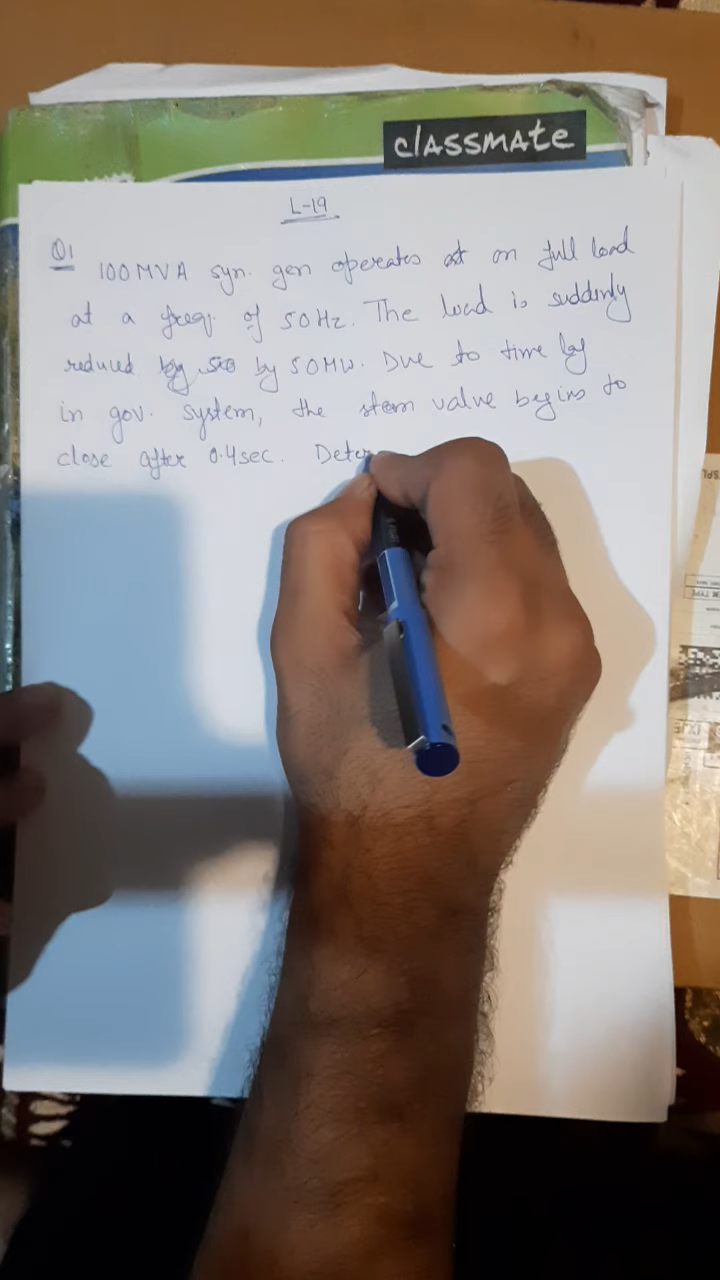 classmate
L-19
Q1
100 MVA syn. gen operates at on full load
at a freq. of 50Hz. The load is suddenly
reduced by 50 by 50MW. Due to time lag
in gov. system, the steam valve begins to
close after 0.4sec. Deter